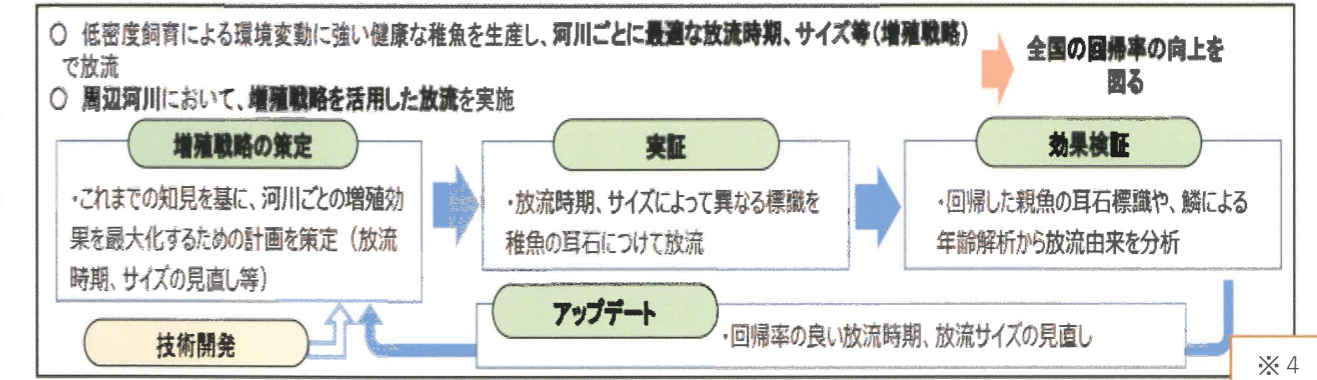 ○ 低密度飼育による環境変動に強い健康な稚魚を生産し、河川ごとに最適な放流時期、サイズ等(増殖戦略)
で放流
○ 周辺河川において、増殖戦略を活用した放流を実施
全国の回帰率の向上を
図る
増殖戦略の策定
・これまでの知見を基に、河川ごとの増殖効
果を最大化するための計画を策定（放流
時期、サイズの見直し等）
実証
・放流時期、サイズによって異なる標識を
稚魚の耳石につけて放流
効果検証
・回帰した親魚の耳石標識や、鱗による
年齢解析から放流由来を分析
アップデート
・回帰率の良い放流時期、放流サイズの見直し
技術開発
※4